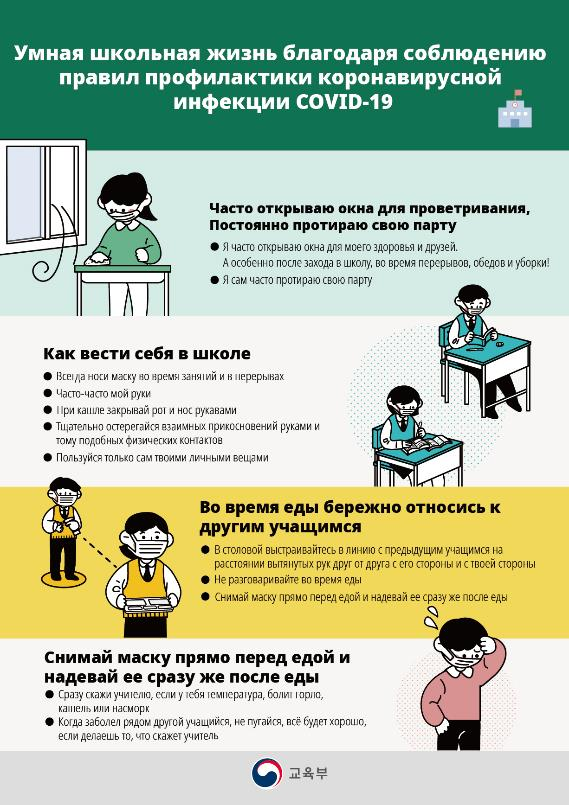 Умная школьная жизнь благодаря соблюдению
правил профилактики коронавирусной
инфекции COVID-19
Часто открываю окна для проветривания,
Постоянно протираю свою парту
● Я часто открываю окна для моего здоровья и друзей.
А особенно после захода в школу, во время перерывов, обедов и уборки!
● Я сам часто протираю свою парту
Как вести себя в школе
● Всегда носи маску во время занятий и в перерывах
● Часто-часто мой руки
● При кашле закрывай рот и нос рукавами
● Тщательно остерегайся взаимных прикосновений руками и
тому подобных физических контактов
● Пользуйся только сам твоими личными вещами
Во время еды бережно относись к
другим учащимся
● В столовой выстраивайтесь в линию с предыдущим учащимся на
расстоянии вытянутых рук друг от друга с его стороны и с твоей стороны
● Не разговаривайте во время еды
● Снимай маску прямо перед едой и надевай ее сразу же после еды
Снимай маску прямо перед едой и
надевай ее сразу же после еды
● Сразу скажи учителю, если у тебя температура, болит горло,
кашель или насморк
● Когда заболел рядом другой учащийся, не пугайся, всё будет хорошо,
если делаешь то, что скажет учитель
교육부